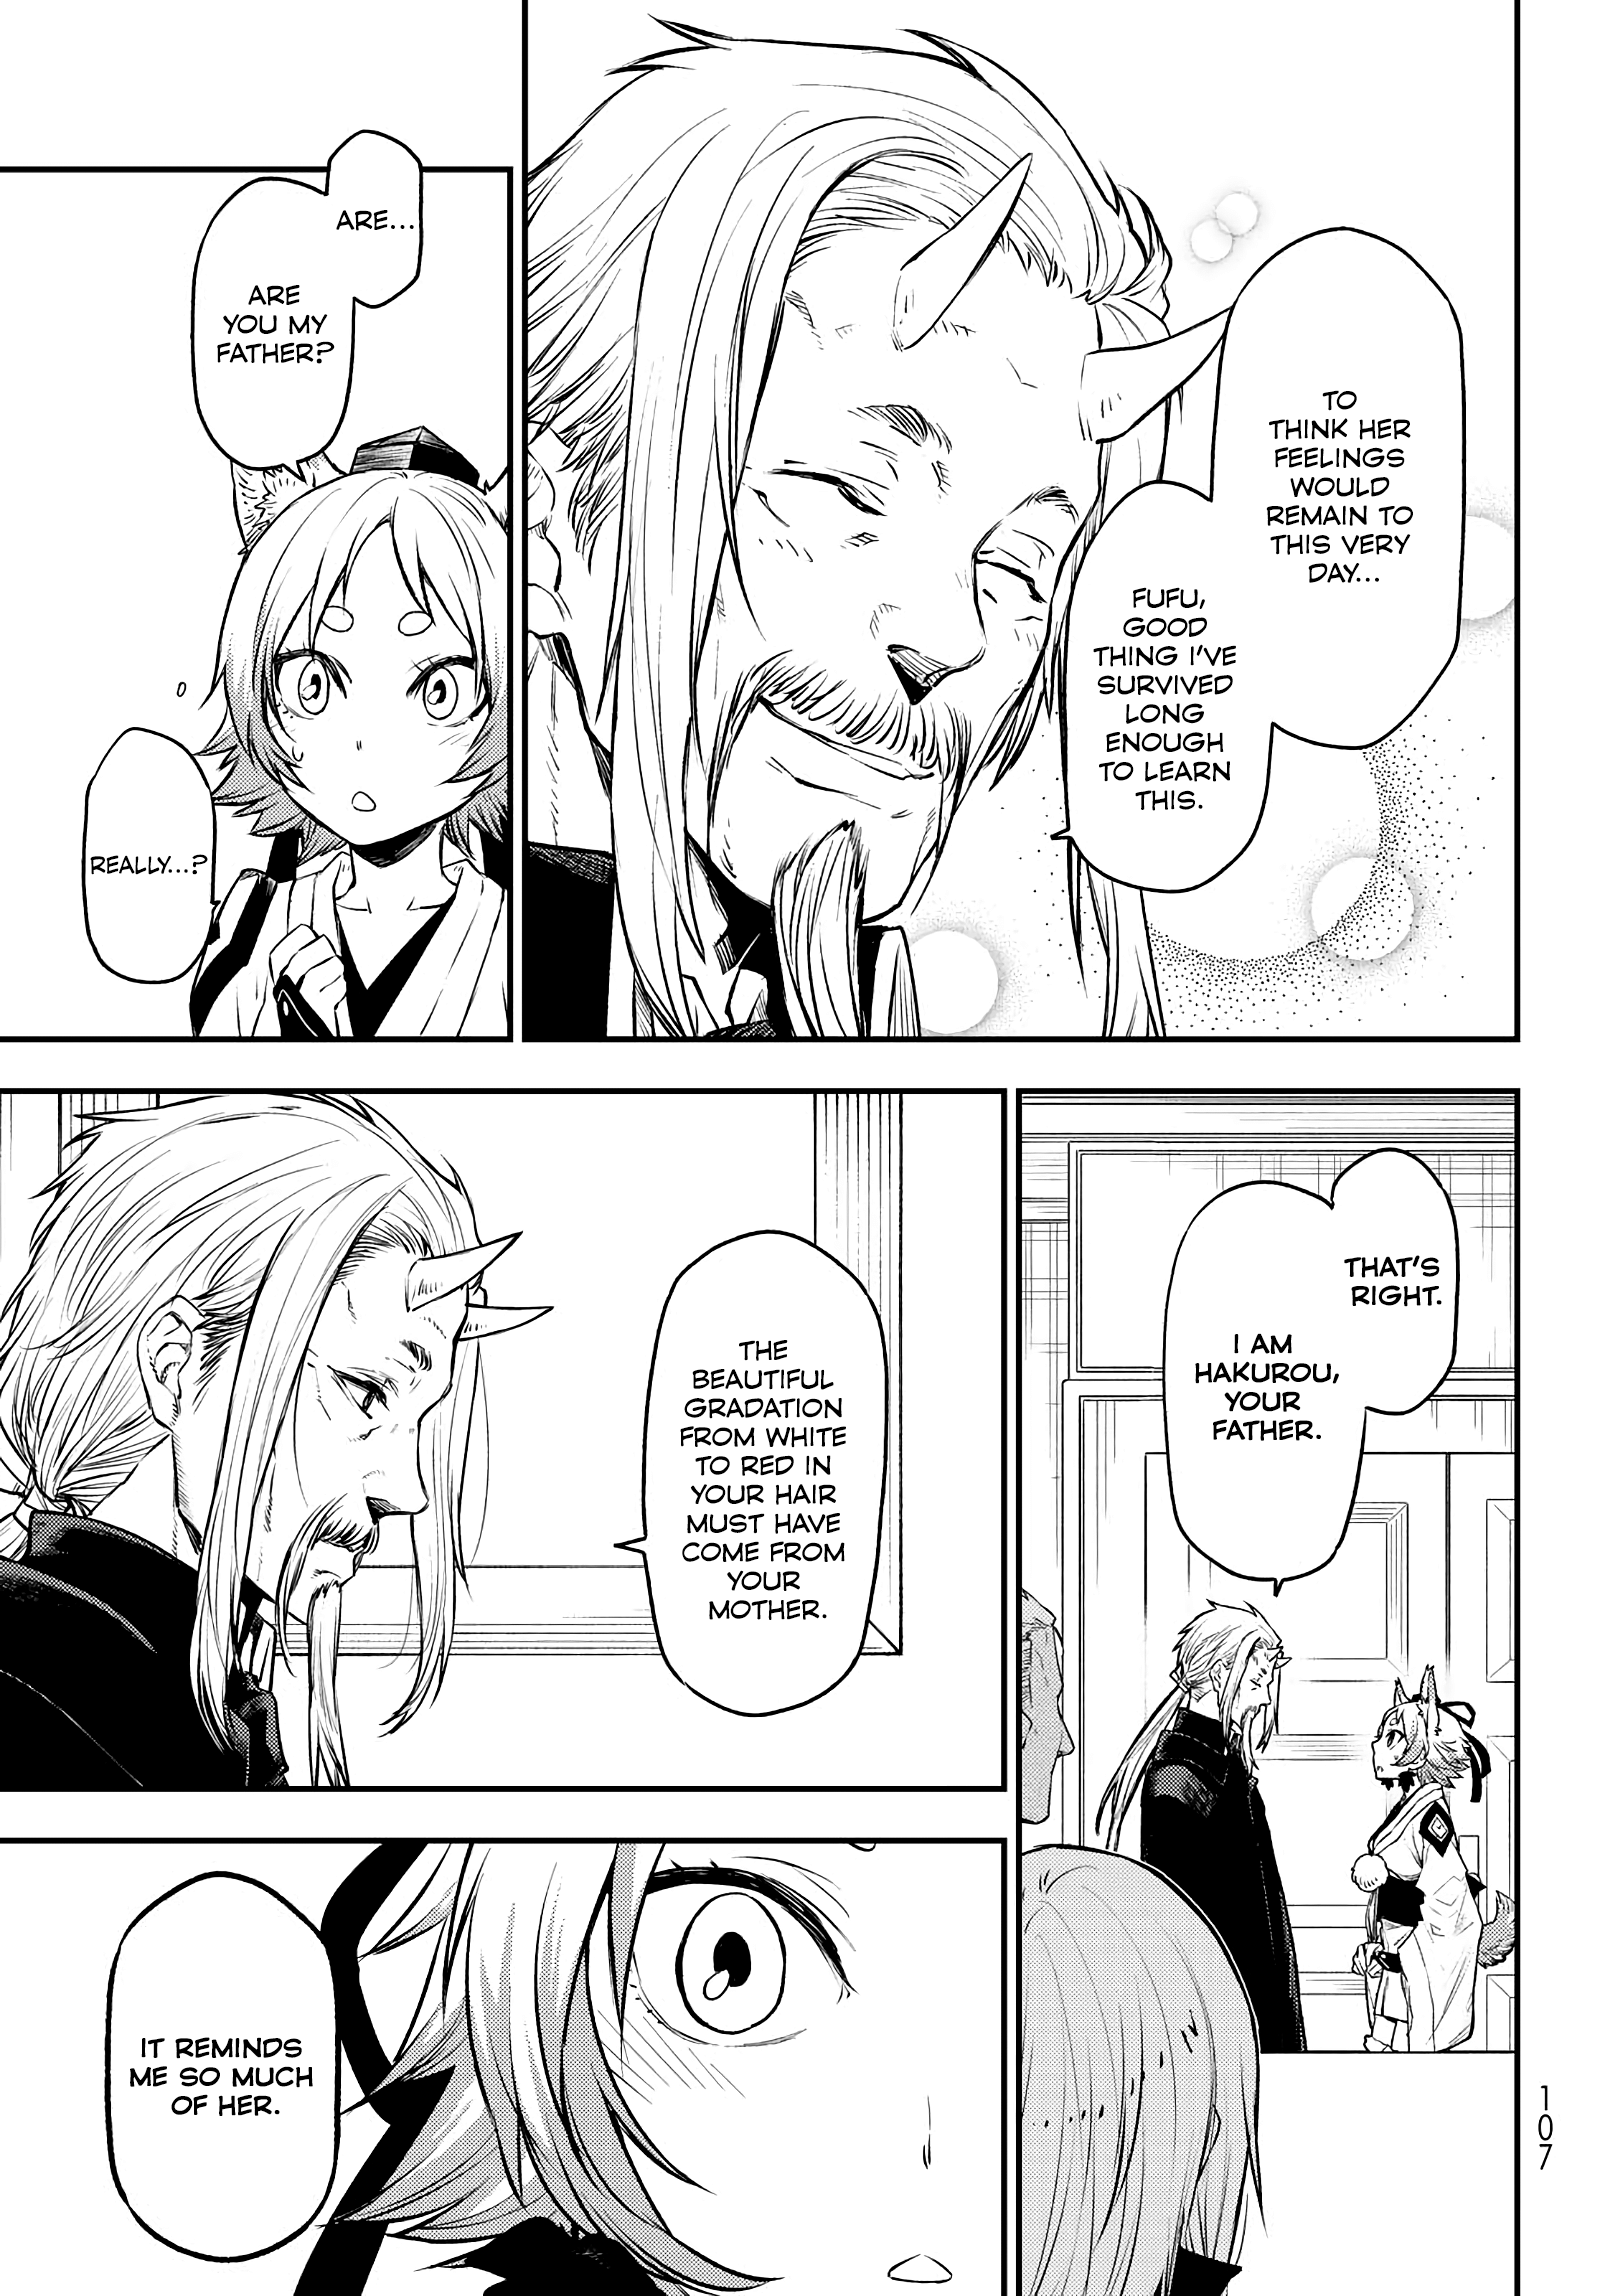 TO
THINK HER
FEELINGS
WOULD
REMAIN TO
THIS VERY
DAY...
FUFU,
GOOD
THING I'VE
SURVIVED
LONG
ENOUGH
TO LEARN
THIS.
ARE...
ARE
YOU MY
FATHER?
REALLY...?
THAT'S
RIGHT.
I AM
HAKUROU,
YOUR
FATHER.
THE
BEAUTIFUL
GRADATION
FROM WHITE
TO RED IN
YOUR HAIR
MUST HAVE
COME FROM
YOUR
MOTHER.
IT REMINDS
ME SO MUCH
OF HER.
107